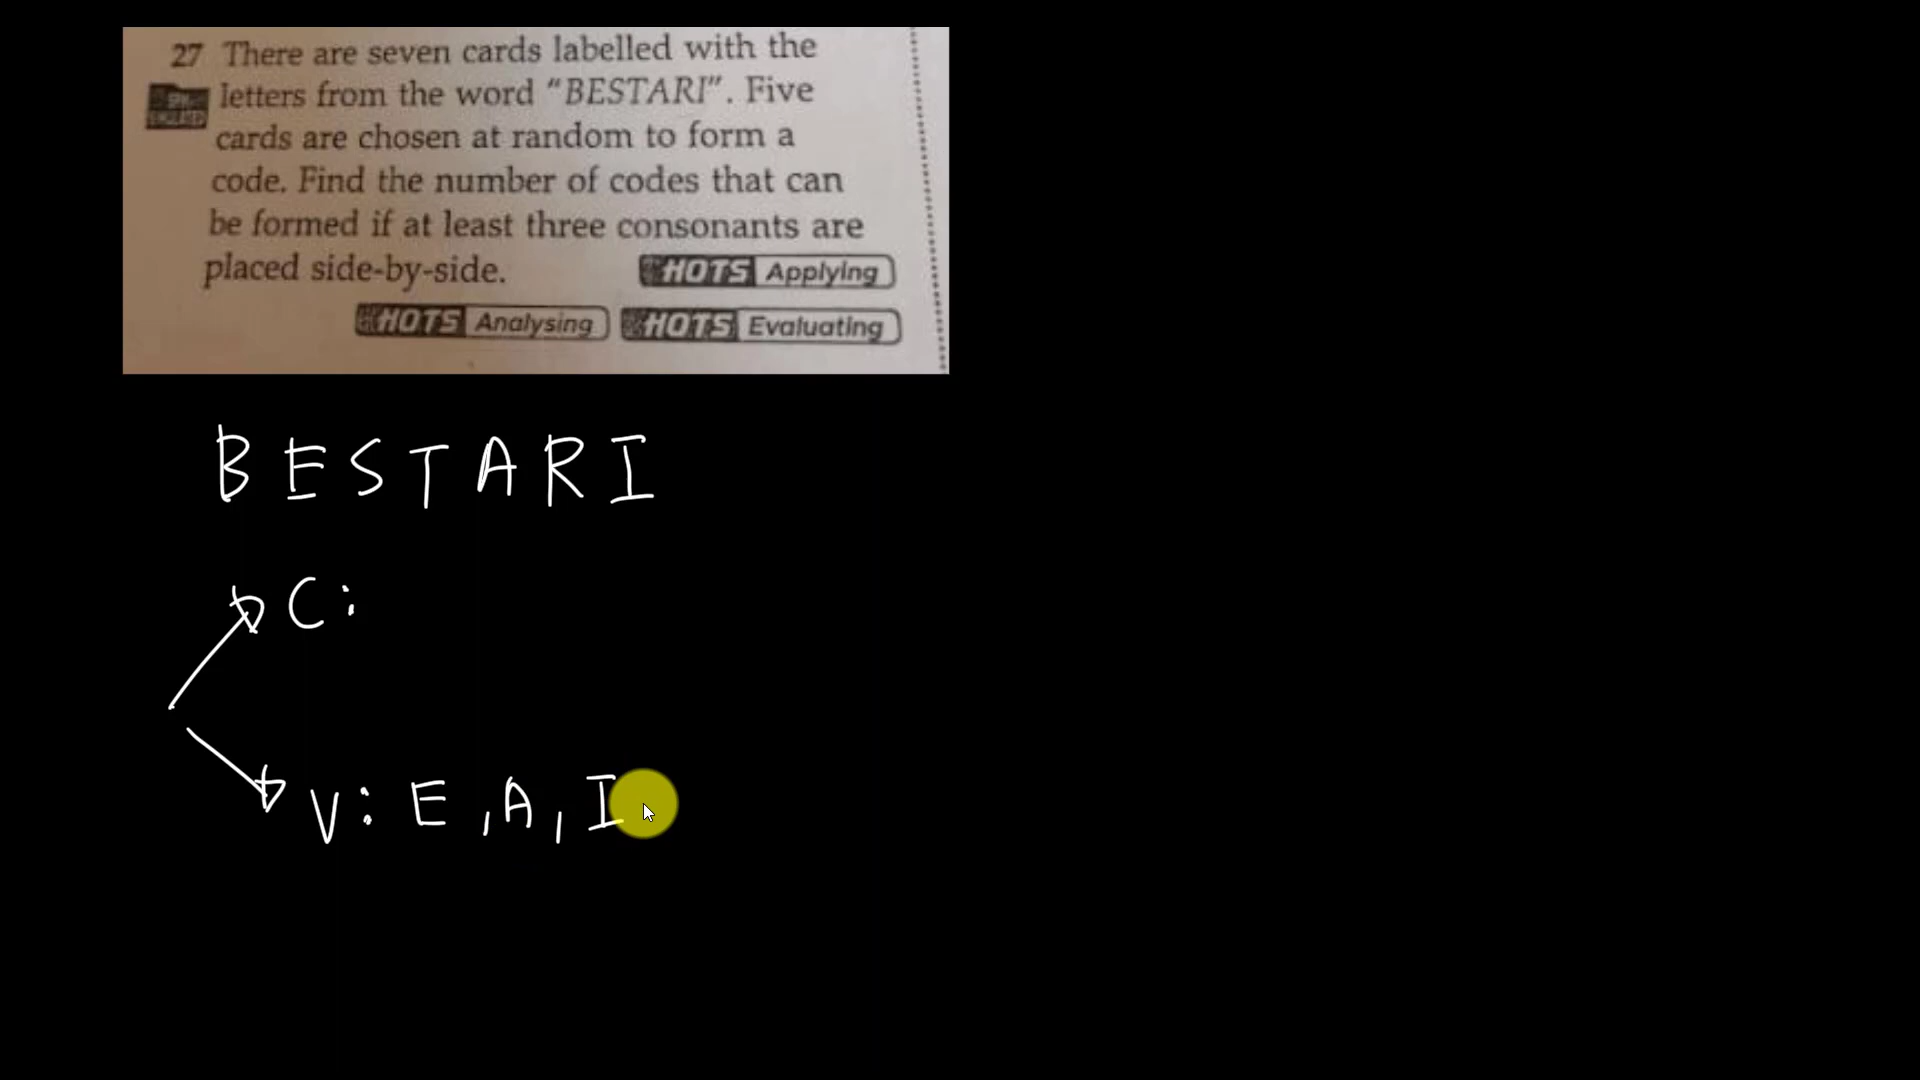 27 There are seven cards labelled with the
letters from the word "BESTARI". Five
cards are chosen at random to form a
code. Find the number of codes that can
be formed if at least three consonants are
placed side-by-side. HOTS Applying
HOTS Analysing HOTS Evaluating
B E S T A R I
C :
V : E , A , I